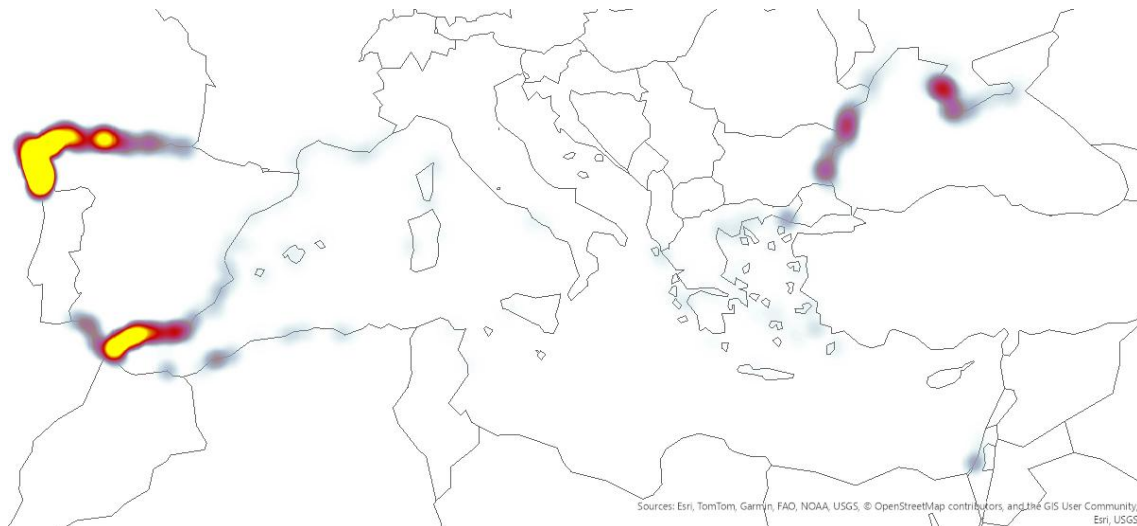 Sources: Esri, TomTom, Garmin, FAO, NOAA, USGS, © OpenStreetMap contributors, and the GIS User Community,
Esri, USGS